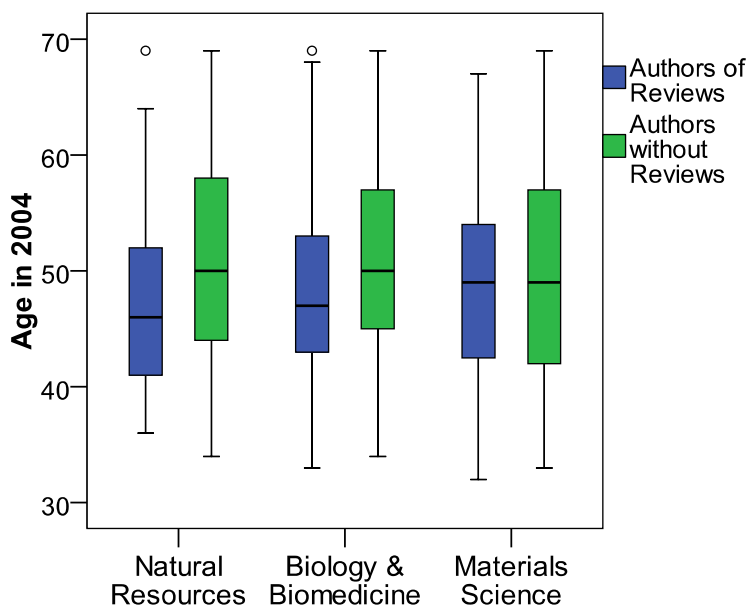 70
60
50
40
30
Age in 2004
Natural
Resources
Biology &
Biomedicine
Materials
Science
Authors of
Reviews
Authors
without
Reviews